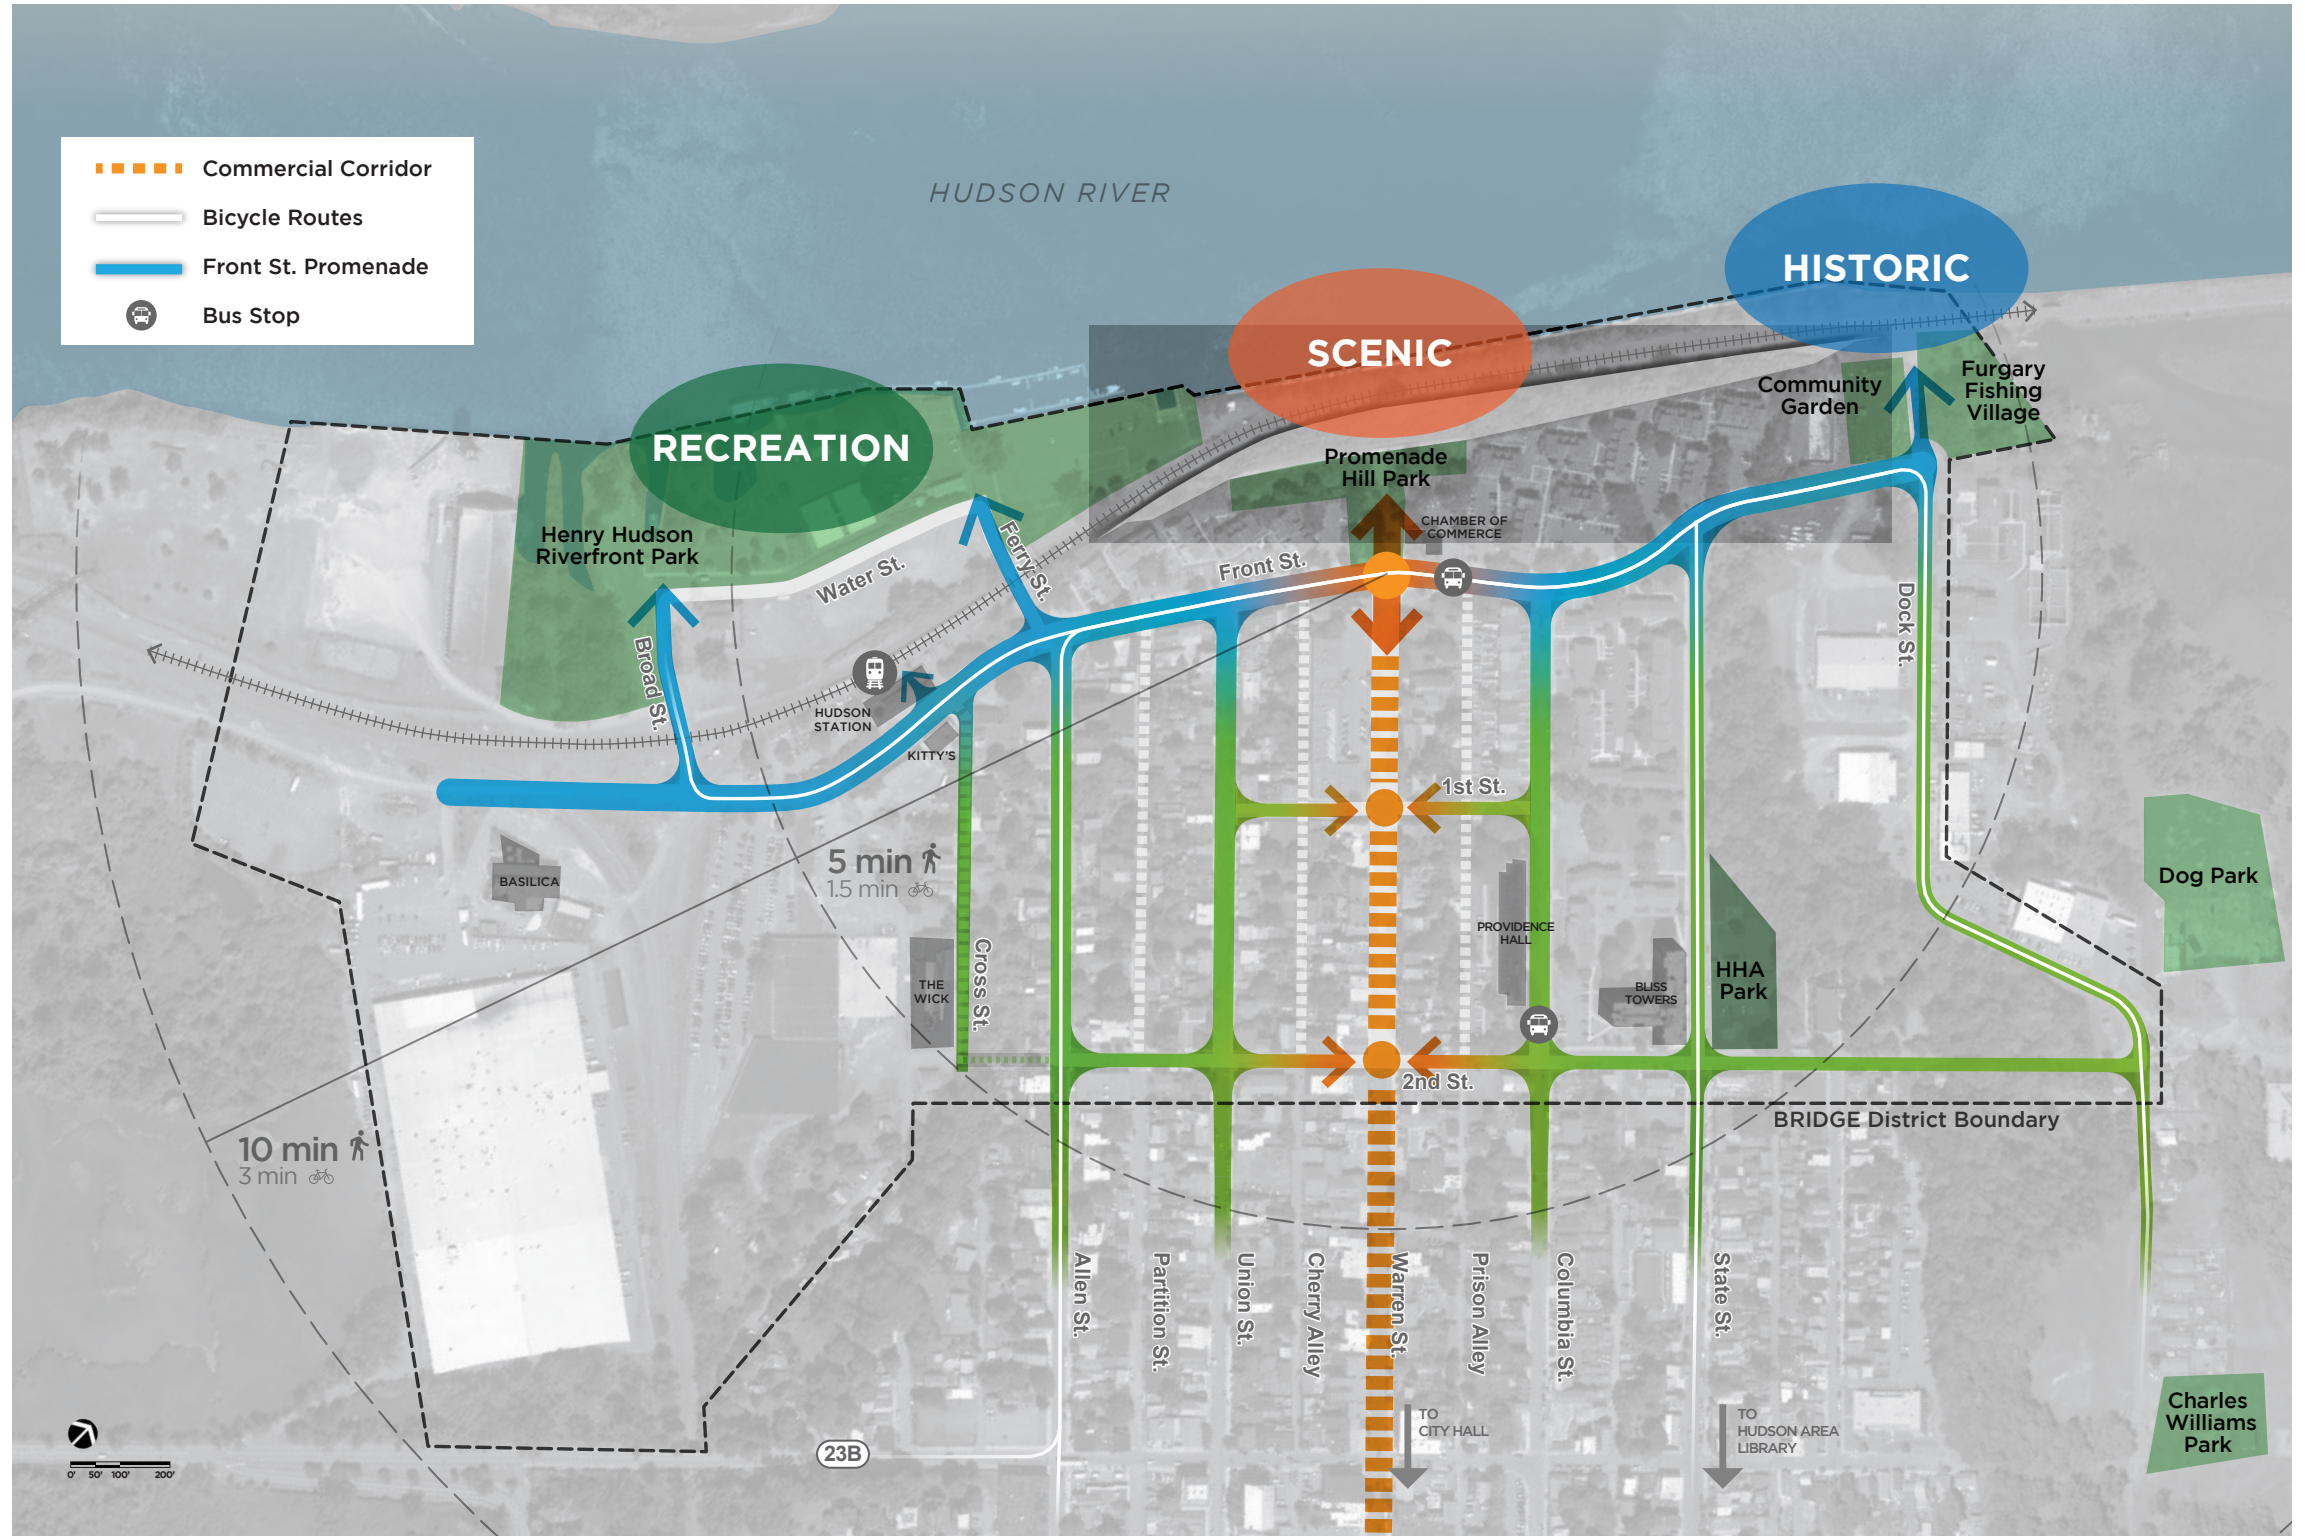 Commercial Corridor
Bicycle Routes
Front St. Promenade
Bus Stop
HUDSON RIVER
HISTORIC
SCENIC
RECREATION
Community
Garden
Furgary
Fishing
Village
Promenade
Hill Park
CHAMBER OF
COMMERCE
Henry Hudson
Riverfront Park
Water St.
Ferry St.
Front St.
Broad St.
Dock St.
HUDSON
STATION
KITTY'S
1st St.
5 min
1.5 min
BASILICA
Dog Park
PROVIDENCE
HALL
THE
WICK
Cross St.
BLISS
TOWERS
HHA
Park
2nd St.
BRIDGE District Boundary
10 min
3 min
Allen St.
Partition St.
Union St.
Cherry Alley
Warren St.
Prison Alley
Columbia St.
State St.
TO
CITY HALL
TO
HUDSON AREA
LIBRARY
Charles
Williams
Park
23B
0' 50' 100' 200'